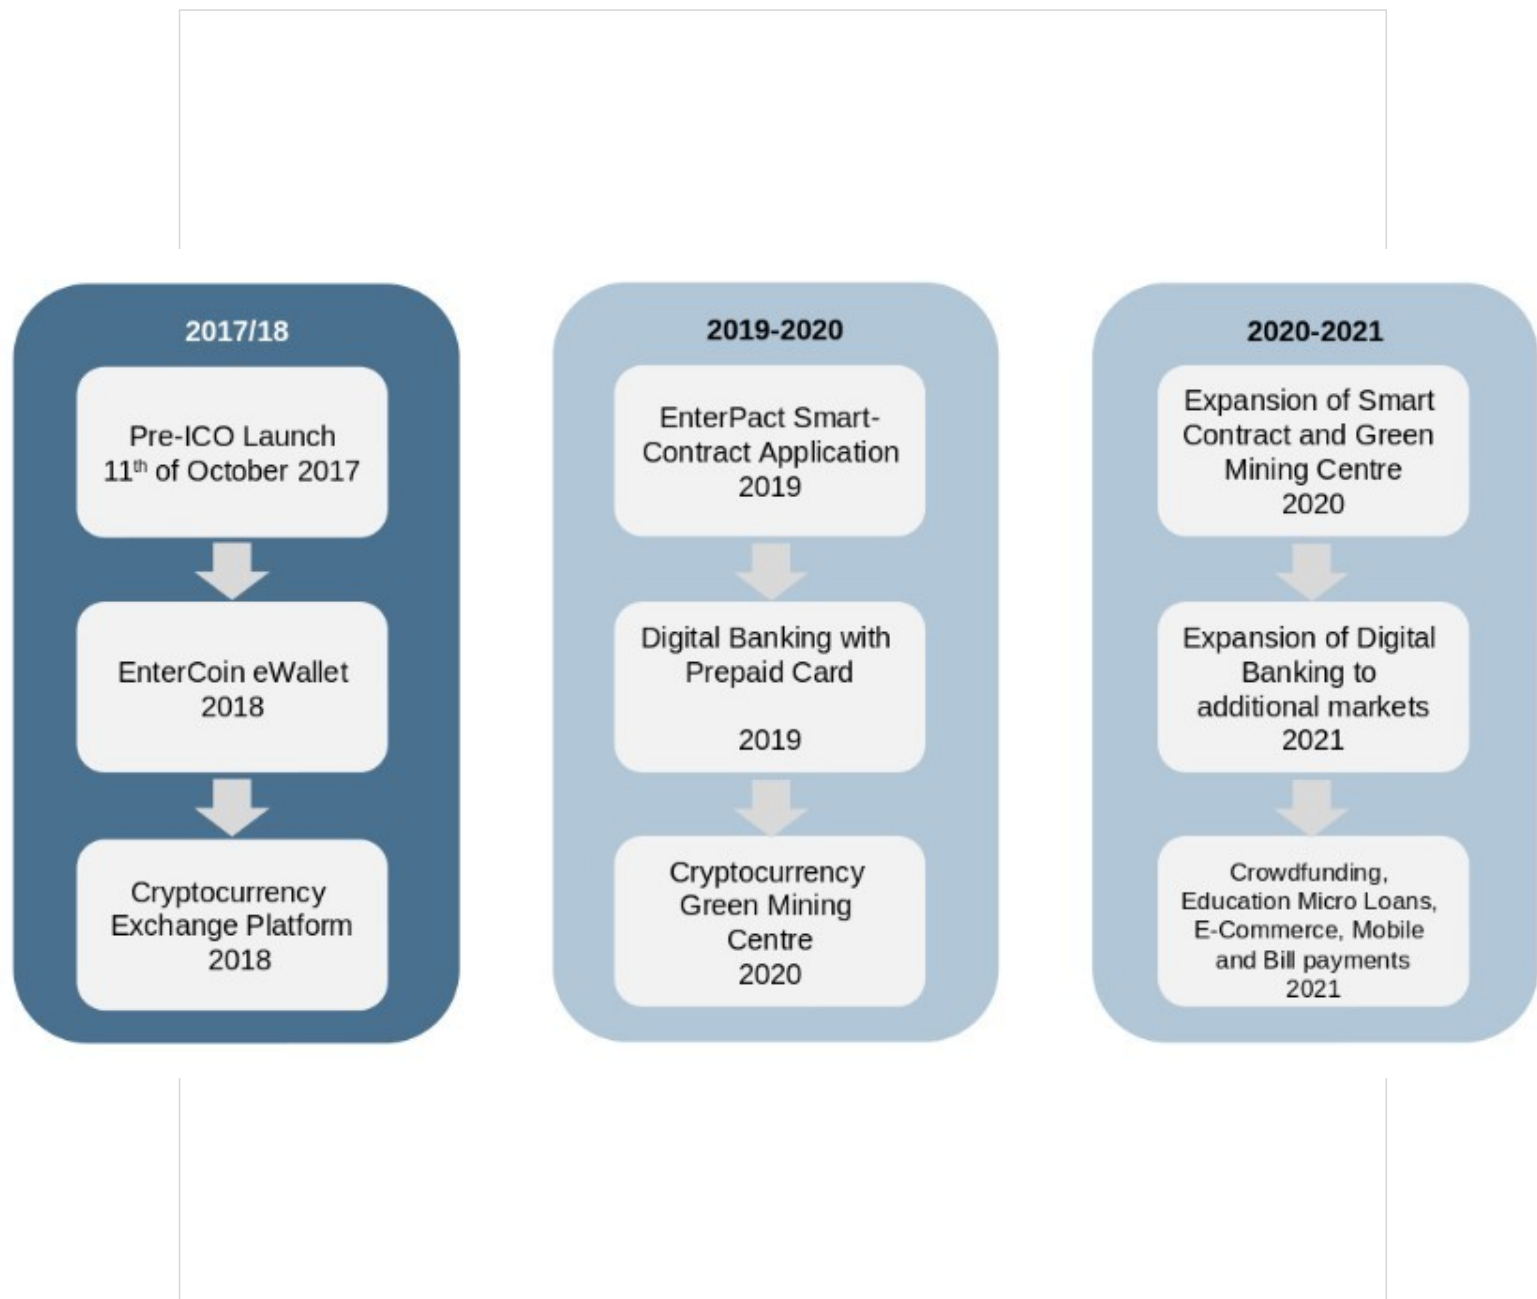 2017/18
Pre-ICO Launch
11th of October 2017
EnterCoin eWallet
2018
Cryptocurrency
Exchange Platform
2018
2019-2020
EnterPact Smart-
Contract Application
2019
Digital Banking with
Prepaid Card
2019
Cryptocurrency
Green Mining
Centre
2020
2020-2021
Expansion of Smart
Contract and Green
Mining Centre
2020
Expansion of Digital
Banking to
additional markets
2021
Crowdfunding,
Education Micro Loans,
E-Commerce, Mobile
and Bill payments
2021